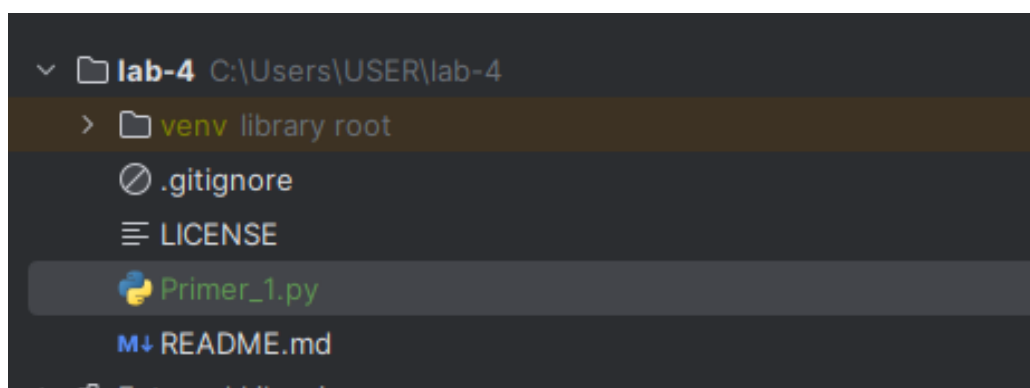 lab-4 C:\Users\USER\lab-4
venv library root
.gitignore
LICENSE
Primer_1.py
M↓ README.md